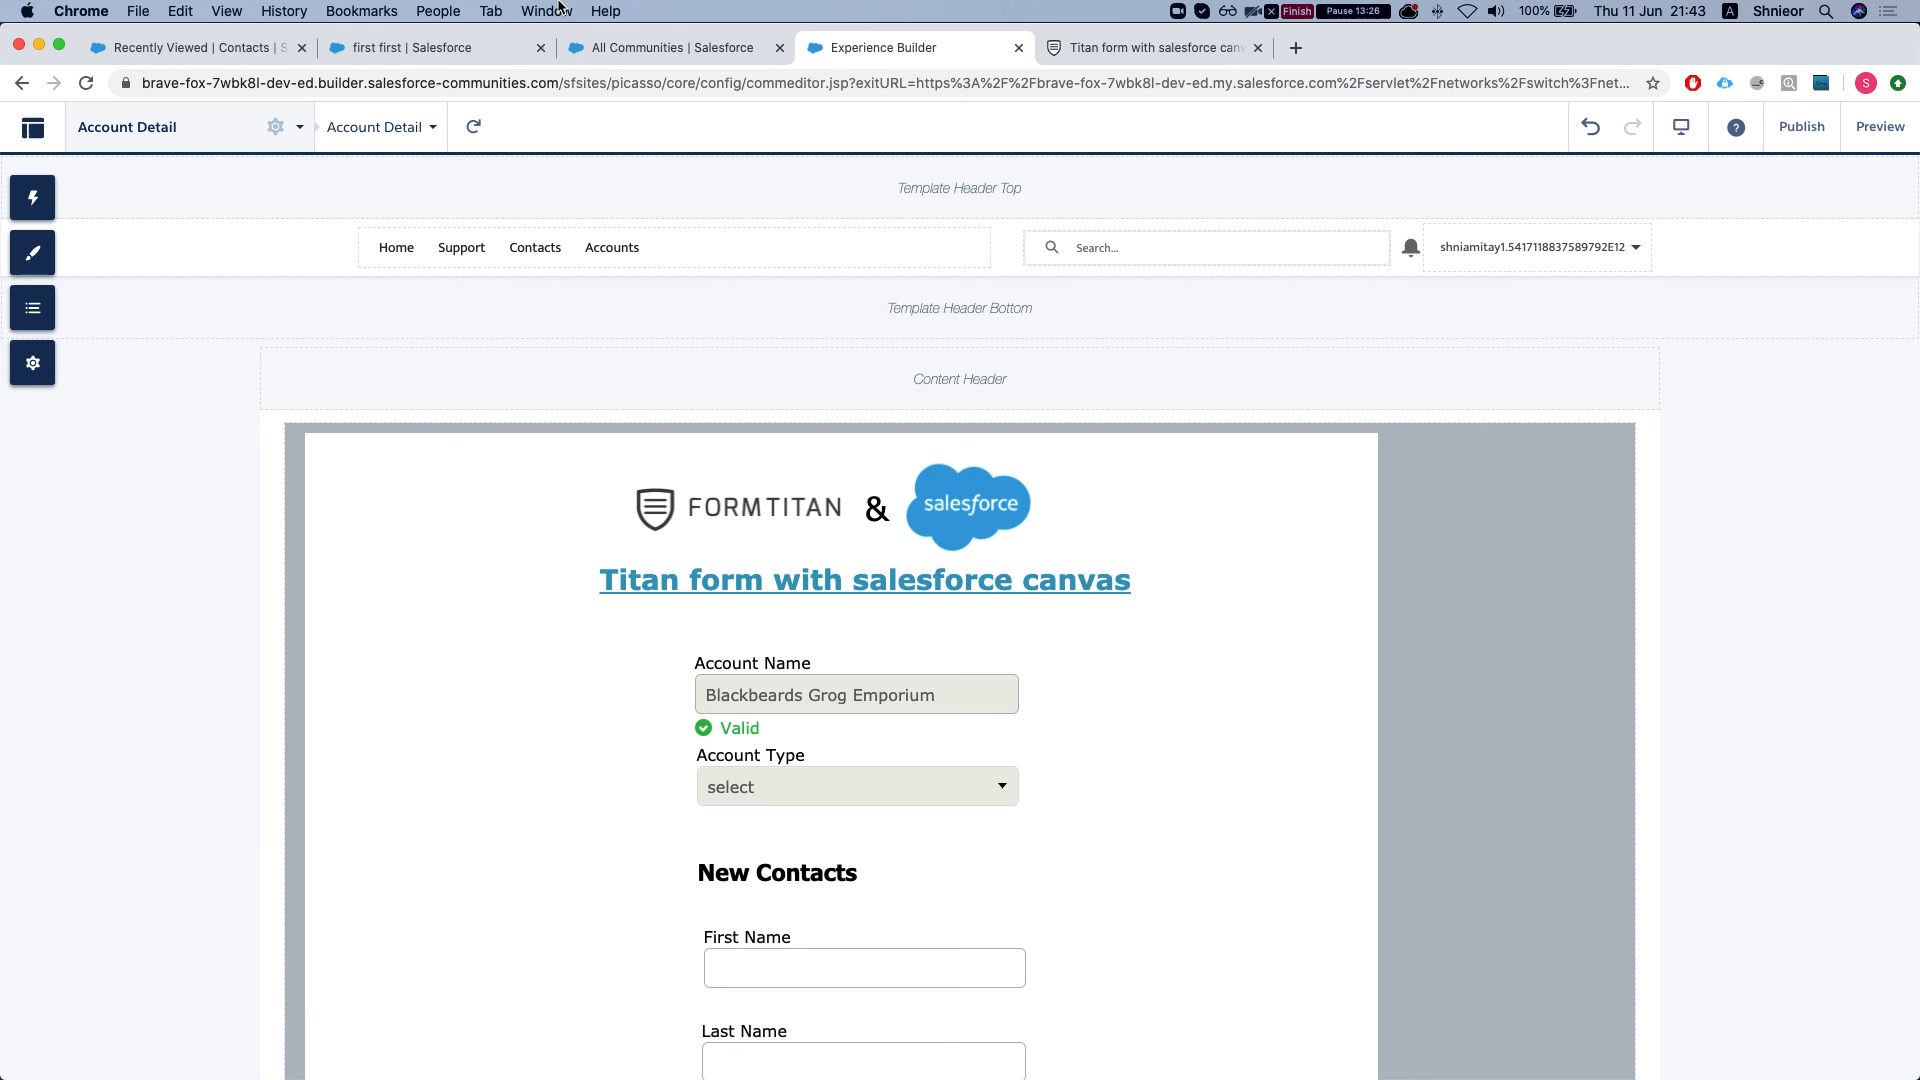 Chrome File Edit View History Bookmarks People Tab Window Help Finish Pause 13:26 100% Thu 11 Jun 21:43 A Shnieor
Recently Viewed | Contacts | S first first | Salesforce All Communities | Salesforce Experience Builder Titan form with salesforce can
brave-fox-7wbk8l-dev-ed.builder.salesforce-communities.com/sfsites/picasso/core/config/commeditor.jsp?exitURL=https%3A%2F%2Fbrave-fox-7wbk8l-dev-ed.my.salesforce.com%2Fservlet%2Fnetworks%2Fswitch%3Fnet... S
Account Detail Account Detail ? Publish Preview
Template Header Top
Home Support Contacts Accounts Search... shniamitay1.5417118837589792E12
Template Header Bottom
Content Header
FORMTITAN & salesforce
Titan form with salesforce canvas
Account Name
Blackbeards Grog Emporium
Valid
Account Type
select
New Contacts
First Name
Last Name